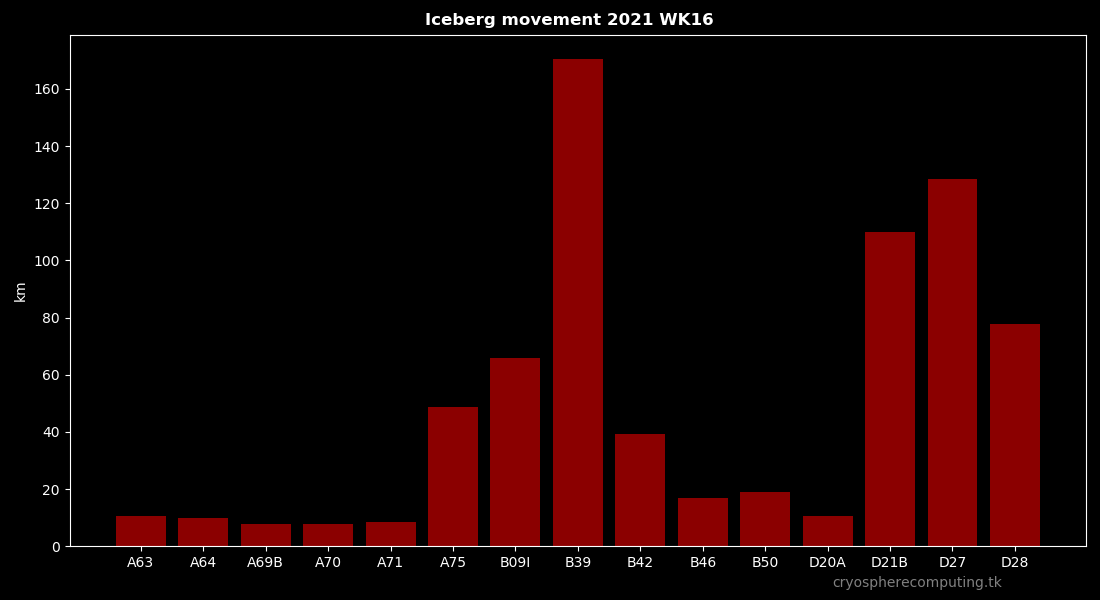 Iceberg movement 2021 WK16
km
160
140
120
100
80
60
40
20
0
A63 A64 A69B A70 A71 A75 B09I B39 B42 B46 B50 D20A D21B D27 D28
cryospherecomputing.tk